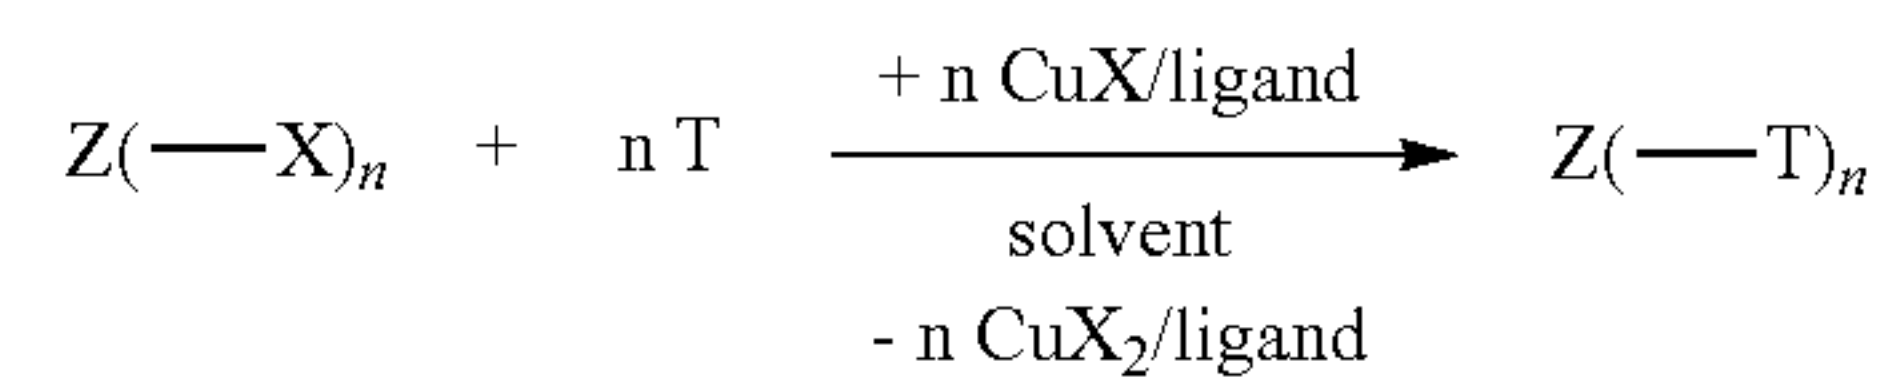 + n CuX/ligand
Z(—X)n + n T Z(—T)n
solvent
- n CuX2/ligand